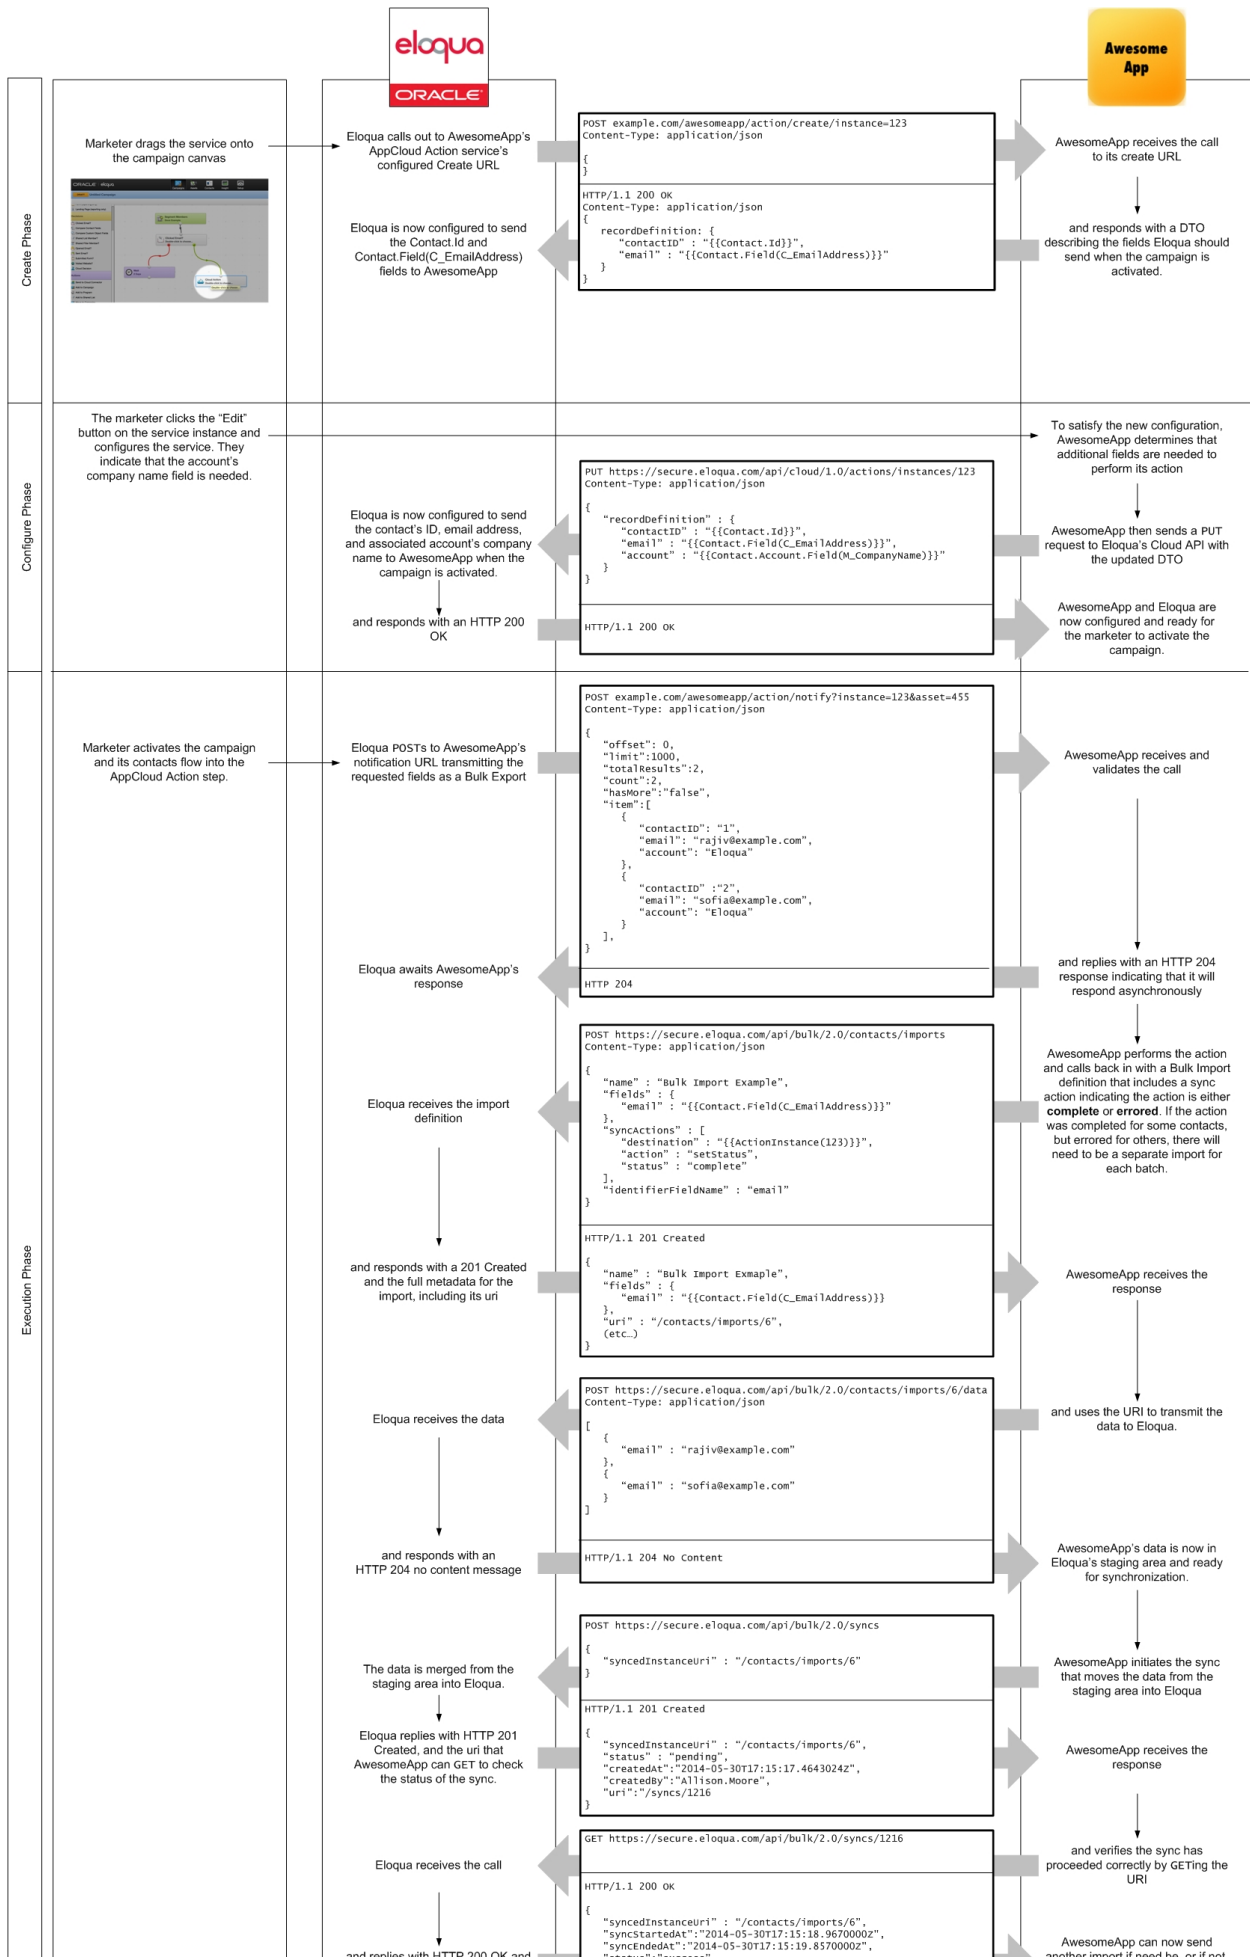 eloqua
ORACLE
Awesome
App
Create Phase
Marketer drags the service onto
the campaign canvas
Eloqua calls out to AwesomeApp's
AppCloud Action service's
configured Create URL
POST example.com/awesomeapp/action/create/instance=123
Content-Type: application/json
{
}
AwesomeApp receives the call
to its create URL
HTTP/1.1 200 OK
Content-Type: application/json
{
recordDefinition: {
"contactID" : "{{Contact.Id}}",
"email" : "{{Contact.Field(C_EmailAddress)}}"
}
}
Eloqua is now configured to send
the Contact.Id and
Contact.Field(C_EmailAddress)
fields to AwesomeApp
and responds with a DTO
describing the fields Eloqua should
send when the campaign is
activated.
Configure Phase
The marketer clicks the "Edit"
button on the service instance and
configures the service. They
indicate that the account's
company name field is needed.
To satisfy the new configuration,
AwesomeApp determines that
additional fields are needed to
perform its action
PUT https://secure.eloqua.com/api/cloud/1.0/actions/instances/123
Content-Type: application/json
{
"recordDefinition" : {
"contactID" : "{{Contact.Id}}",
"email" : "{{Contact.Field(C_EmailAddress)}}",
"account" : "{{Contact.Account.Field(M_CompanyName)}}"
}
}
Eloqua is now configured to send
the contact's ID, email address,
and associated account's company
name to AwesomeApp when the
campaign is activated.
AwesomeApp then sends a PUT
request to Eloqua's Cloud API with
the updated DTO
and responds with an HTTP 200
OK
HTTP/1.1 200 OK
AwesomeApp and Eloqua are
now configured and ready for
the marketer to activate the
campaign.
Execution Phase
Marketer activates the campaign
and its contacts flow into the
AppCloud Action step.
Eloqua POSTs to AwesomeApp's
notification URL transmitting the
requested fields as a Bulk Export
POST example.com/awesomeapp/action/notify?instance=123&asset=455
Content-Type: application/json
{
"offset": 0,
"limit":1000,
"totalResults":2,
"count":2,
"hasMore":"false",
"item":[
{
"contactID": "1",
"email": "rajiv@example.com",
"account": "Eloqua"
},
{
"contactID" :"2",
"email": "sofia@example.com",
"account": "Eloqua"
}
],
}
AwesomeApp receives and
validates the call
Eloqua awaits AwesomeApp's
response
HTTP 204
and replies with an HTTP 204
response indicating that it will
respond asynchronously
POST https://secure.eloqua.com/api/bulk/2.0/contacts/imports
Content-Type: application/json
{
"name" : "Bulk Import Example",
"fields" : {
"email" : "{{Contact.Field(C_EmailAddress)}}"
},
"syncActions" : [
"destination" : "{{ActionInstance(123)}}",
"action" : "setStatus",
"status" : "complete"
],
"identifierFieldName" : "email"
}
Eloqua receives the import
definition
AwesomeApp performs the action
and calls back in with a Bulk Import
definition that includes a sync
action indicating the action is either
complete or errored. If the action
was completed for some contacts,
but errored for others, there will
need to be a separate import for
each batch.
and responds with a 201 Created
and the full metadata for the
import, including its uri
HTTP/1.1 201 Created
{
"name" : "Bulk Import Exmaple",
"fields" : {
"email" : "{{Contact.Field(C_EmailAddress)}}
},
"uri" : "/contacts/imports/6",
(etc…)
}
AwesomeApp receives the
response
POST https://secure.eloqua.com/api/bulk/2.0/contacts/imports/6/data
Content-Type: application/json
[
{
"email" : "rajiv@example.com"
},
{
"email" : "sofia@example.com"
}
]
Eloqua receives the data
and uses the URI to transmit the
data to Eloqua.
and responds with an
HTTP 204 no content message
HTTP/1.1 204 No Content
AwesomeApp's data is now in
Eloqua's staging area and ready
for synchronization.
POST https://secure.eloqua.com/api/bulk/2.0/syncs
{
"syncedInstanceUri" : "/contacts/imports/6"
}
The data is merged from the
staging area into Eloqua.
AwesomeApp initiates the sync
that moves the data from the
staging area into Eloqua
Eloqua replies with HTTP 201
Created, and the uri that
AwesomeApp can GET to check
the status of the sync.
HTTP/1.1 201 Created
{
"syncedInstanceUri" : "/contacts/imports/6",
"status" : "pending",
"createdAt":"2014-05-30T17:15:17.4643024Z",
"createdBy":"Allison.Moore",
"uri":"/syncs/1216
}
AwesomeApp receives the
response
GET https://secure.eloqua.com/api/bulk/2.0/syncs/1216
Eloqua receives the call
and verifies the sync has
proceeded correctly by GETing the
URI
HTTP/1.1 200 OK
{
"syncedInstanceUri" : "/contacts/imports/6",
"syncStartedAt":"2014-05-30T17:15:18.9670000Z",
"syncEndedAt":"2014-05-30T17:15:19.8570000Z",
and replies with HTTP 200 OK and
AwesomeApp can now send
another import if need be, or if not